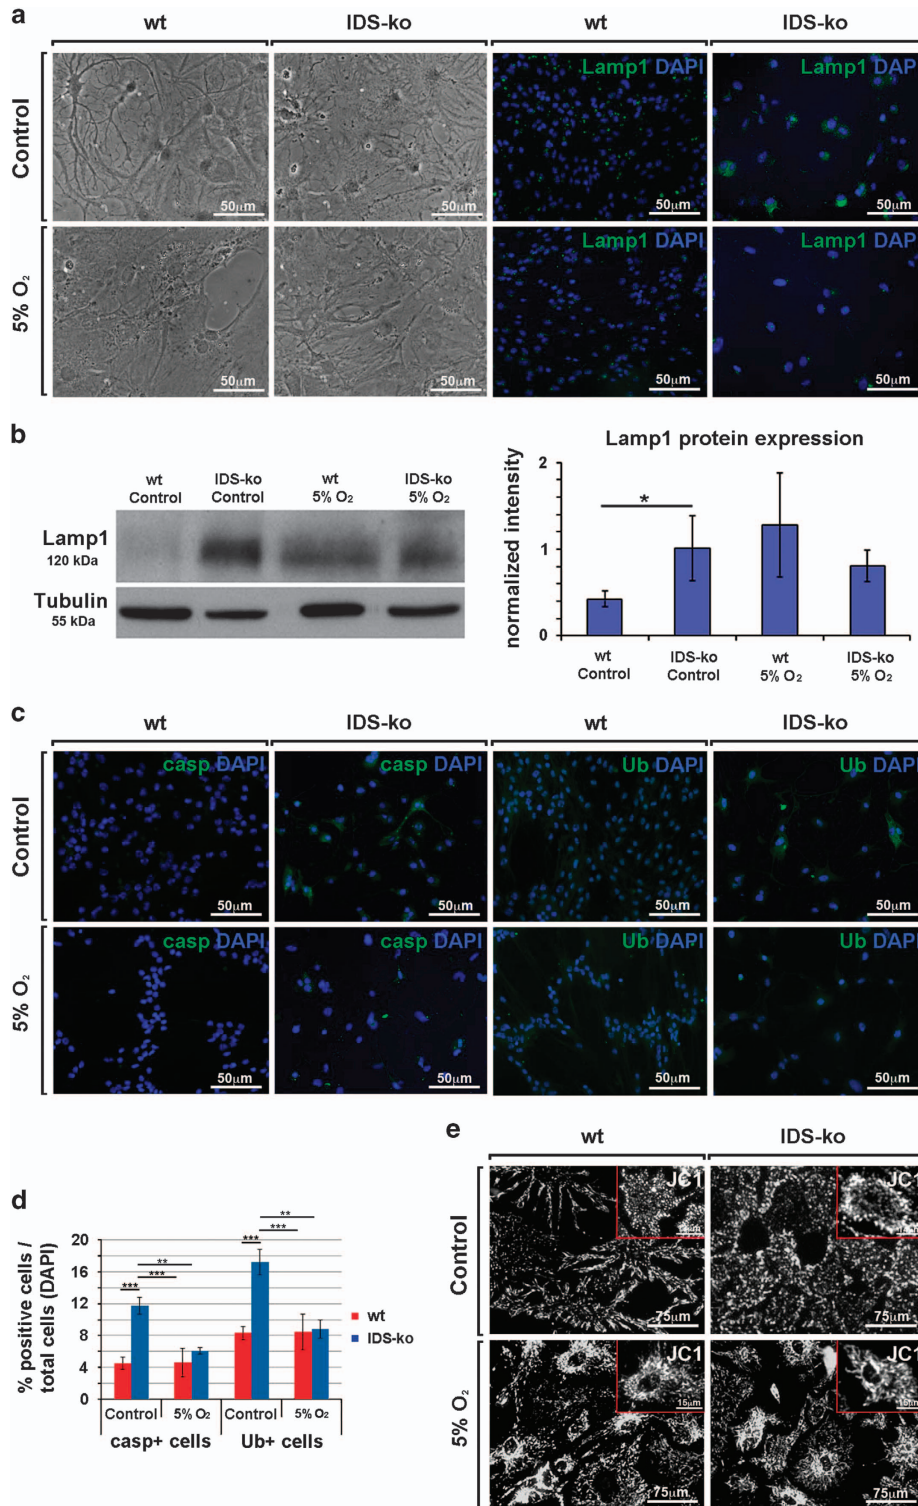 a
wt IDS-ko wt IDS-ko
Control
Lamp1 DAPI Lamp1 DAP
50µm 50µm 50µm 50µm
5% O₂
Lamp1 DAPI Lamp1 DAPI
50µm 50µm 50µm 50µm
b
wt Control
IDS-ko Control
wt 5% O₂
IDS-ko 5% O₂
Lamp1
120 kDa
Tubulin
55 kDa
Lamp1 protein expression
normalized intensity
2
1
0
*
wt Control
IDS-ko Control
wt 5% O₂
IDS-ko 5% O₂
c
wt IDS-ko wt IDS-ko
Control
casp DAPI casp DAPI Ub DAPI Ub DAPI
50µm 50µm 50µm 50µm
5% O₂
casp DAPI casp DAPI Ub DAPI Ub DAPI
50µm 50µm 50µm 50µm
d
% positive cells /
total cells (DAPI)
20
16
12
8
4
0
*** *** **
*** *** **
wt
IDS-ko
Control 5% O₂ Control 5% O₂
casp+ cells Ub+ cells
e
wt IDS-ko
Control
JC1 JC1
75µm 75µm
5% O₂
JC1 JC1
15µm 15µm
75µm 75µm